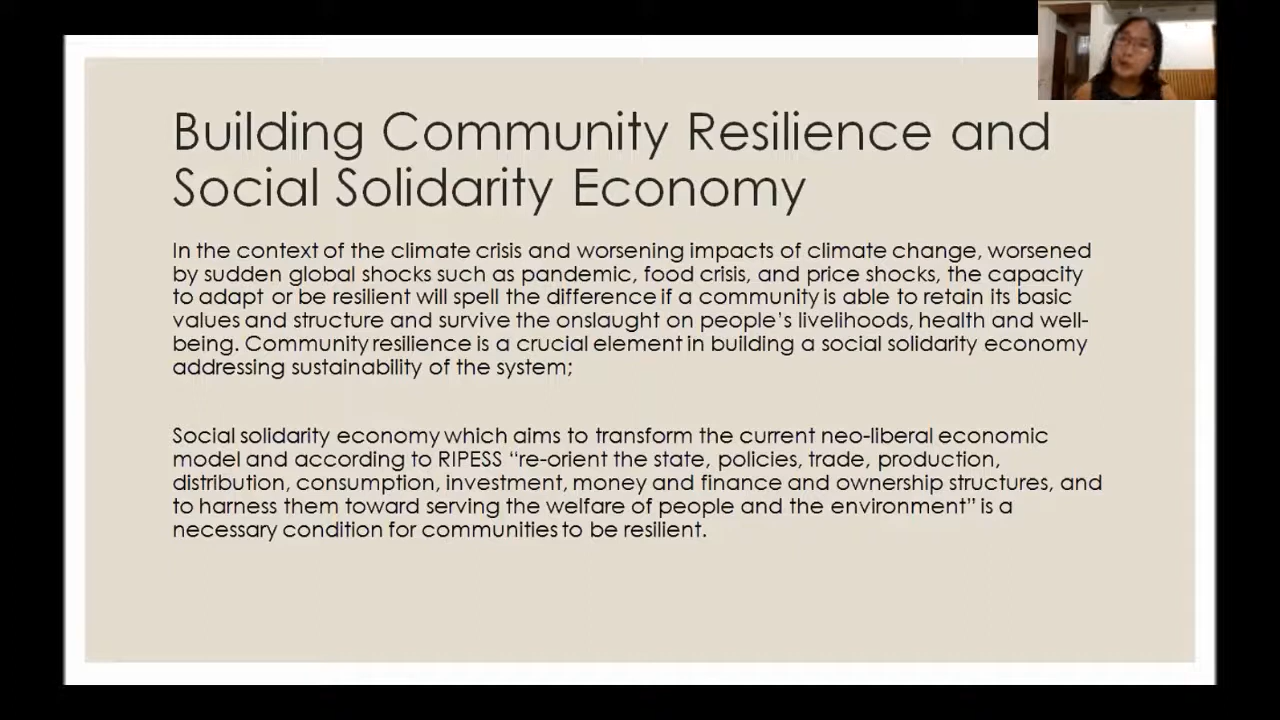 Building Community Resilience and
Social Solidarity Economy
In the context of the climate crisis and worsening impacts of climate change, worsened
by sudden global shocks such as pandemic, food crisis, and price shocks, the capacity
to adapt or be resilient will spell the difference if a community is able to retain its basic
values and structure and survive the onslaught on people’s livelihoods, health and well-
being. Community resilience is a crucial element in building a social solidarity economy
addressing sustainability of the system;
Social solidarity economy which aims to transform the current neo-liberal economic
model and according to RIPESS “re-orient the state, policies, trade, production,
distribution, consumption, investment, money and finance and ownership structures, and
to harness them toward serving the welfare of people and the environment” is a
necessary condition for communities to be resilient.